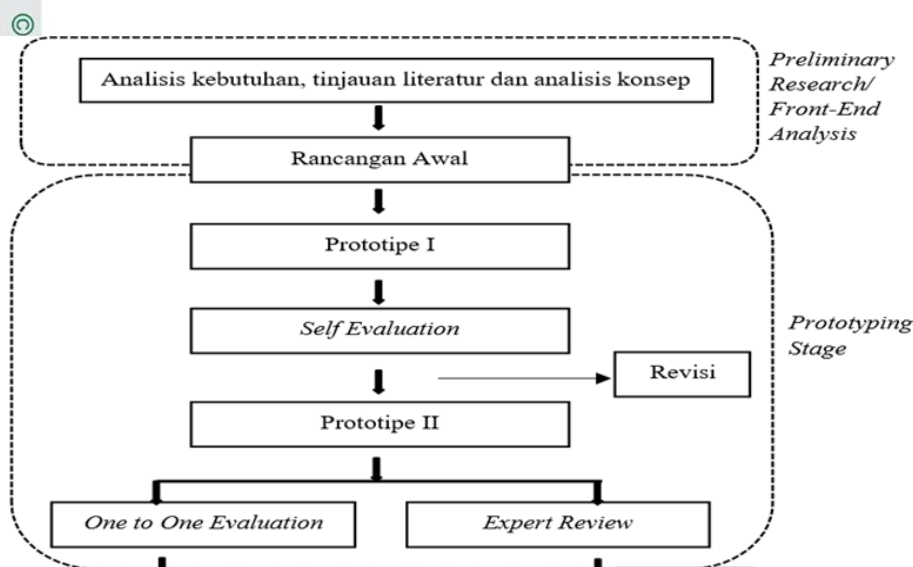 Analisis kebutuhan, tinjauan literatur dan analisis konsep
Preliminary
Research/
Front-End
Analysis
Rancangan Awal
Prototipe I
Self Evaluation
Prototyping
Stage
Revisi
Prototipe II
One to One Evaluation
Expert Review